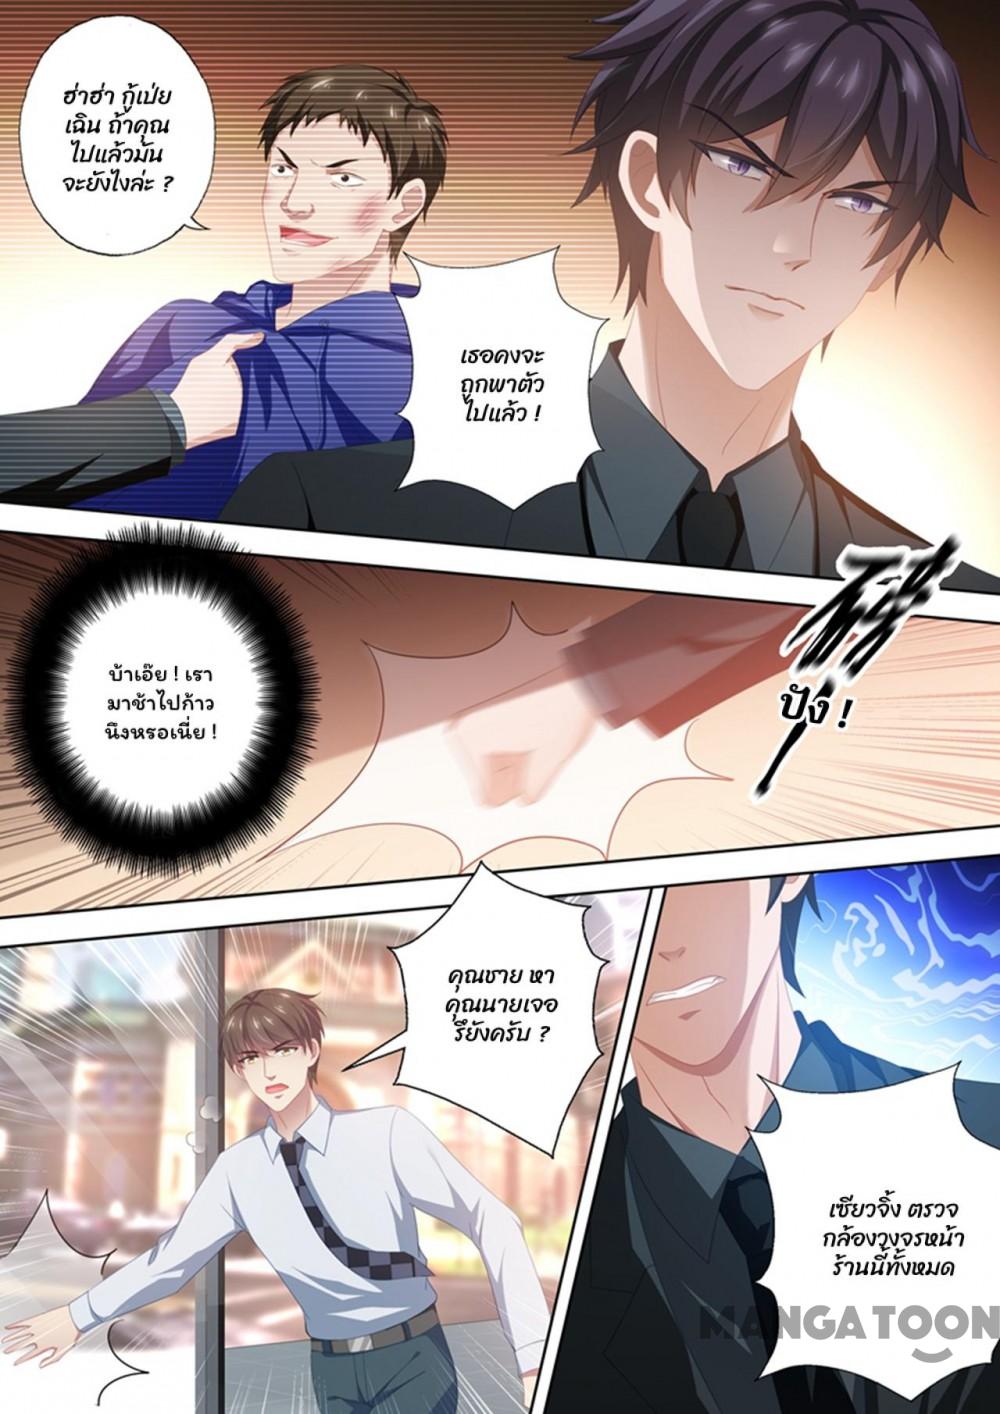 ฮ่าฮ่า กู้เป่ย
เฉิน ถ้าคุณ
ไปแล้วมัน
จะยังไงล่ะ ?
เธอคงจะ
ถูกพาตัว
ไปแล้ว !
บ้าเอ๊ย ! เรา
มาช้าไปก้าว
นึงหรอเนี่ย !
ปัง !
คุณชาย หา
คุณนายเจอ
รึยังครับ ?
เซียวจิ้ง ตรวจ
กล้องวงจรหน้า
ร้านนี้ทั้งหมด
MANGATOON